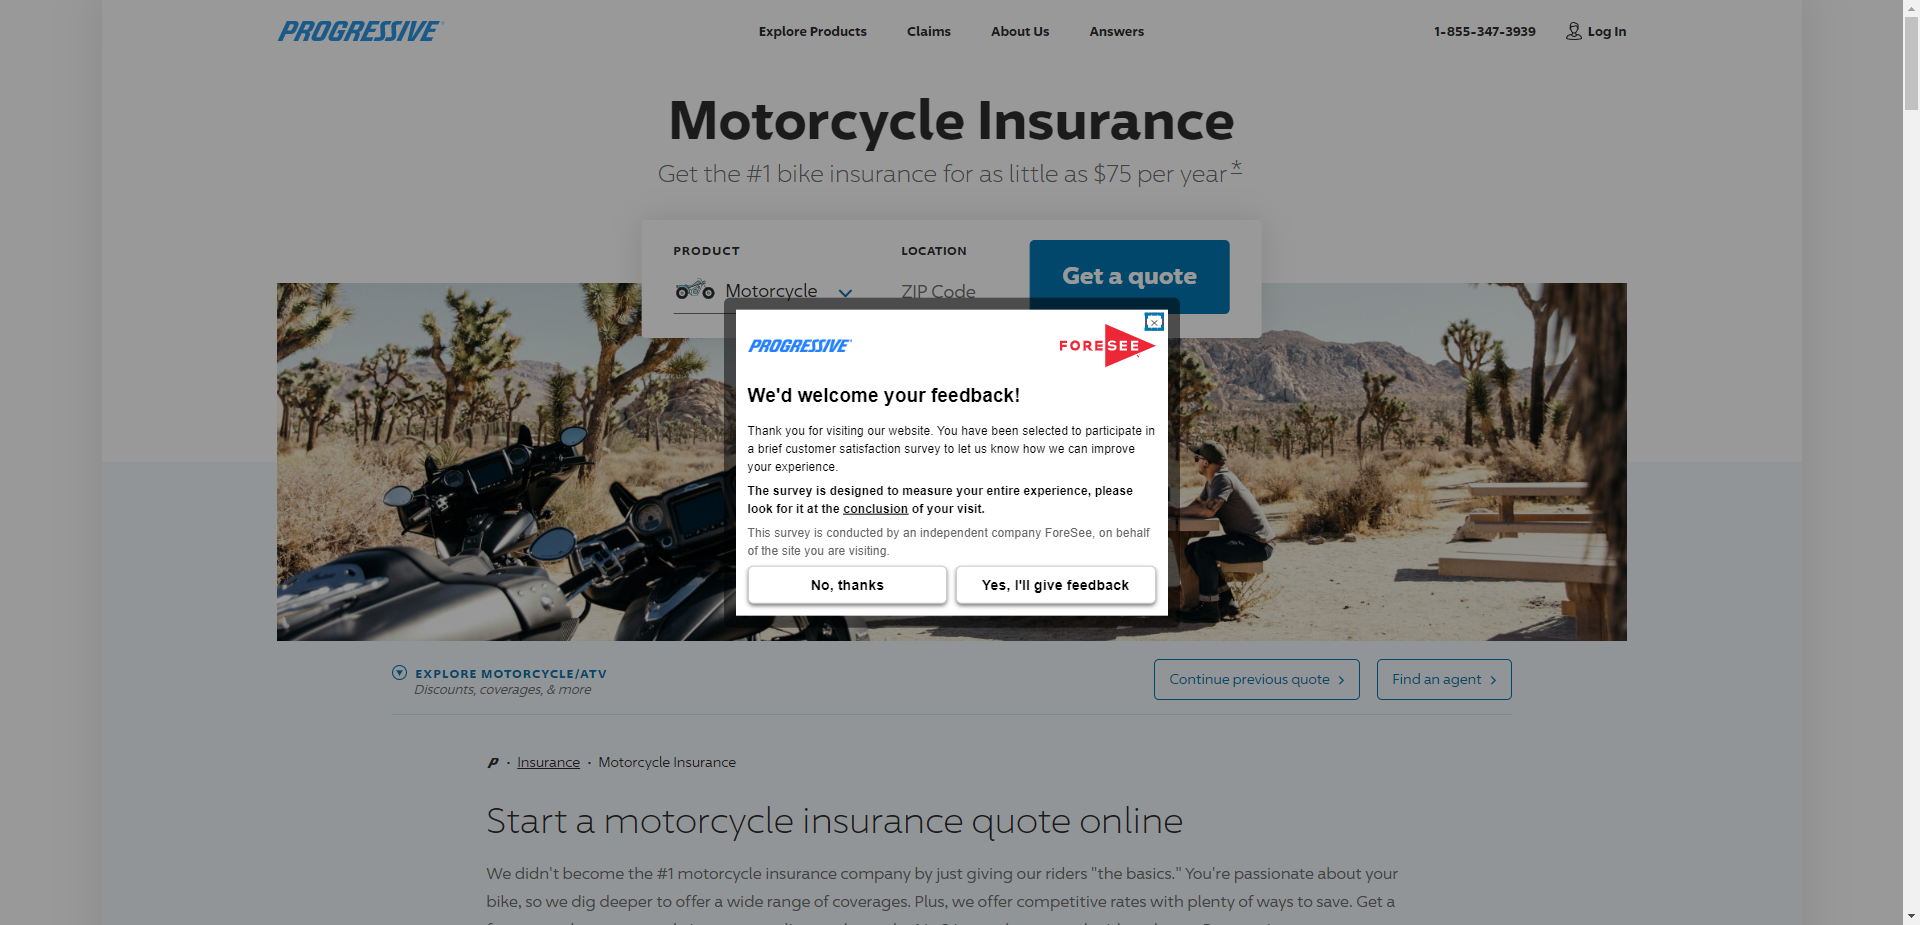 PROGRESSIVE
Explore Products
Claims
About Us
Answers
1-855-347-3939
Log In
Motorcycle Insurance
Get the #1 bike insurance for as little as $75 per year*
PRODUCT
Motorcycle
LOCATION
ZIP Code
Get a quote
PROGRESSIVE
FORESEE
We'd welcome your feedback!
Thank you for visiting our website. You have been selected to participate in
a brief customer satisfaction survey to let us know how we can improve
your experience.
The survey is designed to measure your entire experience, please
look for it at the conclusion of your visit.
This survey is conducted by an independent company ForeSee, on behalf
of the site you are visiting.
No, thanks
Yes, I'll give feedback
EXPLORE MOTORCYCLE/ATV
Discounts, coverages, & more
Continue previous quote
Find an agent
P · Insurance · Motorcycle Insurance
Start a motorcycle insurance quote online
We didn't become the #1 motorcycle insurance company by just giving our riders "the basics." You're passionate about your
bike, so we dig deeper to offer a wide range of coverages. Plus, we offer competitive rates with plenty of ways to save. Get a